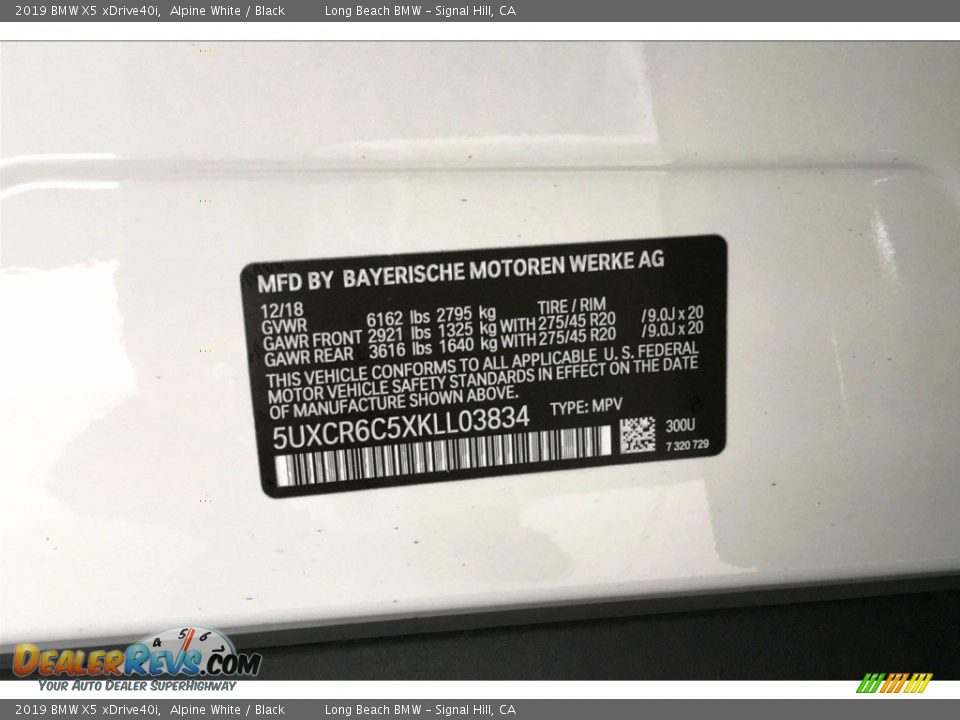 2019 BMW X5 xDrive40i, Alpine White / Black Long Beach BMW - Signal Hill, CA
MFD BY BAYERISCHE MOTOREN WERKE AG
12/18 TIRE / RIM
GVWR 6162 lbs 2795 kg
GAWR FRONT 2921 lbs 1325 kg WITH 275/45 R20 /9.0J x 20
GAWR REAR 3616 lbs 1640 kg WITH 275/45 R20 /9.0J x 20
THIS VEHICLE CONFORMS TO ALL APPLICABLE U. S. FEDERAL
MOTOR VEHICLE SAFETY STANDARDS IN EFFECT ON THE DATE
OF MANUFACTURE SHOWN ABOVE.
5UXCR6C5XKLL03834 TYPE: MPV
300U
7 320 729
4 5 6
DEALERREVS.COM
YOUR AUTO DEALER SUPERHIGHWAY
2019 BMW X5 xDrive40i, Alpine White / Black Long Beach BMW - Signal Hill, CA